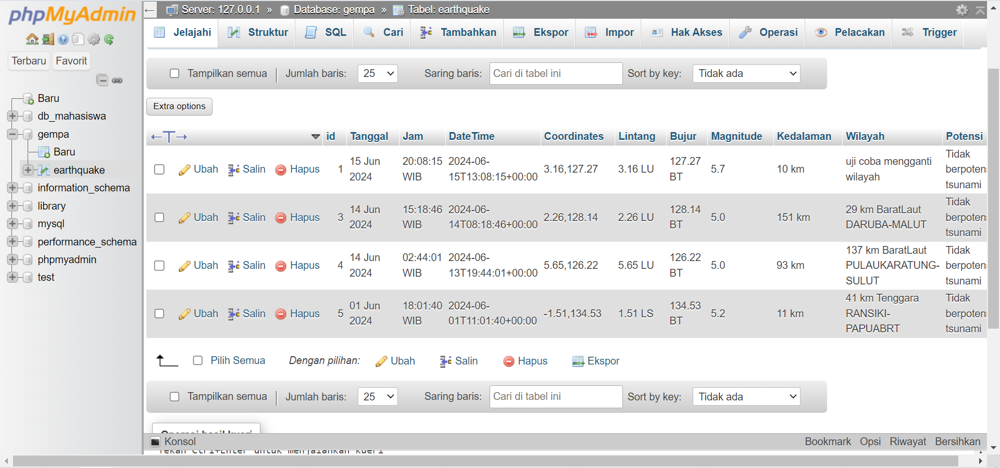 phpMyAdmin
Terbaru Favorit
Baru
db_mahasiswa
gempa
Baru
earthquake
information_schema
library
mysql
performance_schema
phpmyadmin
test
Server: 127.0.0.1 » Database: gempa » Tabel: earthquake
Jelajahi Struktur SQL Cari Tambahkan Ekspor Impor Hak Akses Operasi Pelacakan Trigger
Tampilkan semua Jumlah baris: 25 Saring baris: Cari di tabel ini Sort by key: Tidak ada
Extra options
←T→ id Tanggal Jam DateTime Coordinates Lintang Bujur Magnitude Kedalaman Wilayah Potensi
Ubah Salin Hapus 1 15 Jun 2024 20:08:15 WIB 2024-06-15T13:08:15+00:00 3.16,127.27 3.16 LU 127.27 BT 5.7 10 km uji coba mengganti wilayah Tidak berpoten tsunami
Ubah Salin Hapus 3 14 Jun 2024 15:18:46 WIB 2024-06-14T08:18:46+00:00 2.26,128.14 2.26 LU 128.14 BT 5.0 151 km 29 km BaratLaut DARUBA-MALUT Tidak berpoten tsunami
Ubah Salin Hapus 4 14 Jun 2024 02:44:01 WIB 2024-06-13T19:44:01+00:00 5.65,126.22 5.65 LU 126.22 BT 5.0 93 km 137 km BaratLaut PULAUKARATUNG-SULUT Tidak berpoten tsunami
Ubah Salin Hapus 5 01 Jun 2024 18:01:40 WIB 2024-06-01T11:01:40+00:00 -1.51,134.53 1.51 LS 134.53 BT 5.2 11 km 41 km Tenggara RANSIKI-PAPUABRT Tidak berpoten tsunami
Pilih Semua Dengan pilihan: Ubah Salin Hapus Ekspor
Tampilkan semua Jumlah baris: 25 Saring baris: Cari di tabel ini Sort by key: Tidak ada
Operasi hasil kueri
Konsol Bookmark Opsi Riwayat Bersihkan
Tekan Ctrl+Enter untuk menjalankan kueri